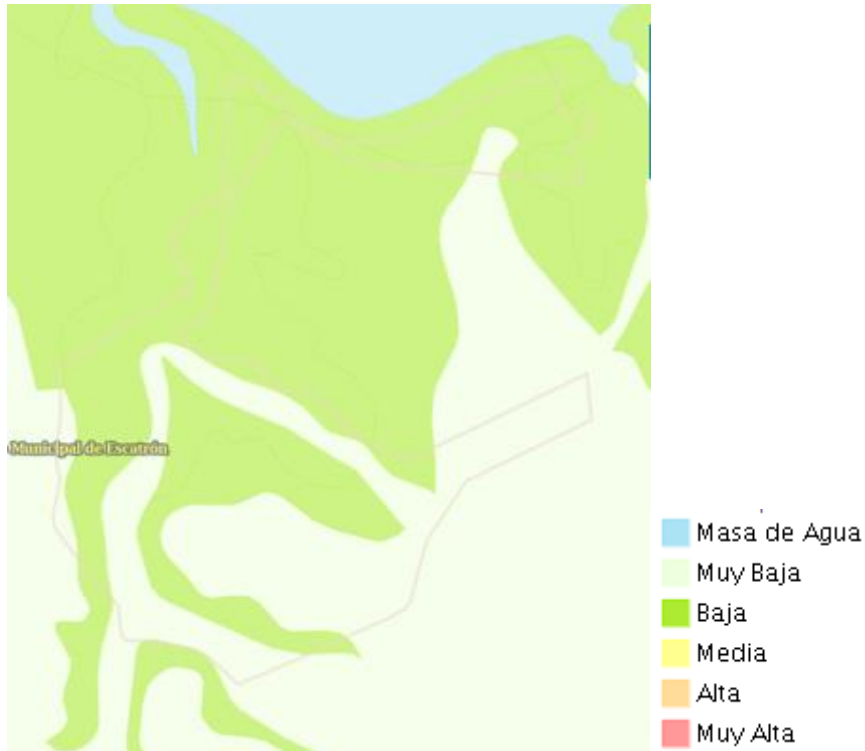 o Municipal de Escatrón
Masa de Agua
Muy Baja
Baja
Media
Alta
Muy Alta